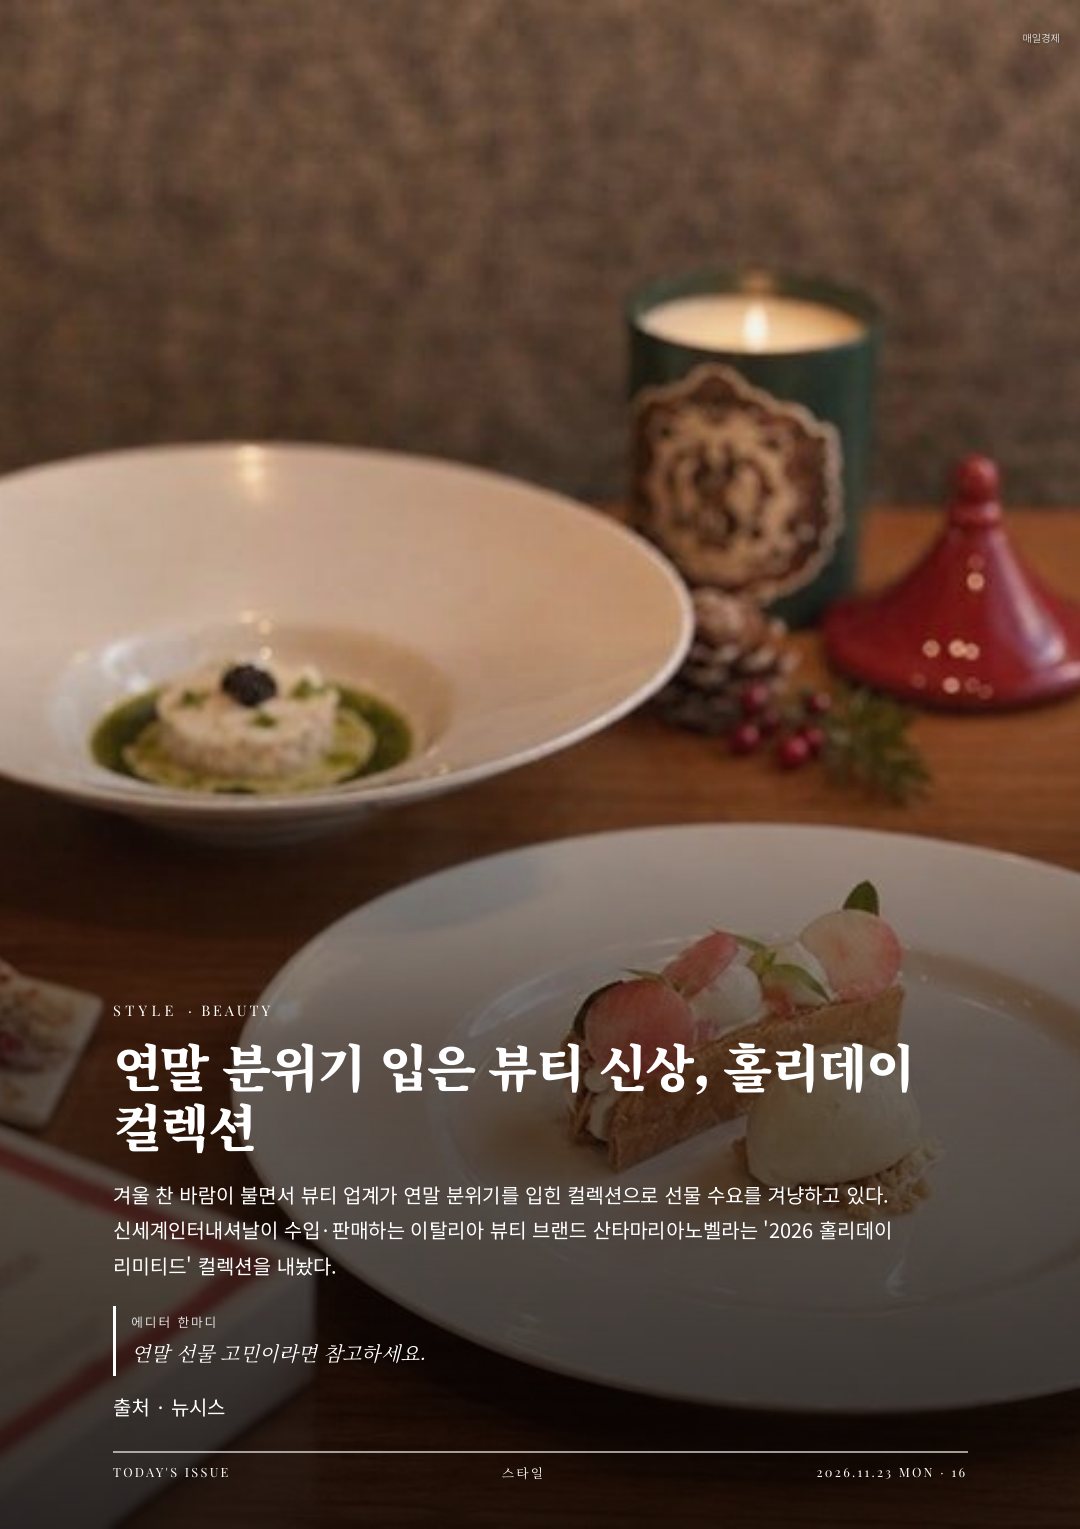 매일경제
STYLE · BEAUTY
연말 분위기 입은 뷰티 신상, 홀리데이
컬렉션
겨울 찬 바람이 불면서 뷰티 업계가 연말 분위기를 입힌 컬렉션으로 선물 수요를 겨냥하고 있다.
신세계인터내셔날이 수입·판매하는 이탈리아 뷰티 브랜드 산타마리아노벨라는 '2026 홀리데이
리미티드' 컬렉션을 내놨다.
에디터 한마디
연말 선물 고민이라면 참고하세요.
출처 · 뉴시스
TODAY'S ISSUE 스타일 2026.11.23 MON · 16